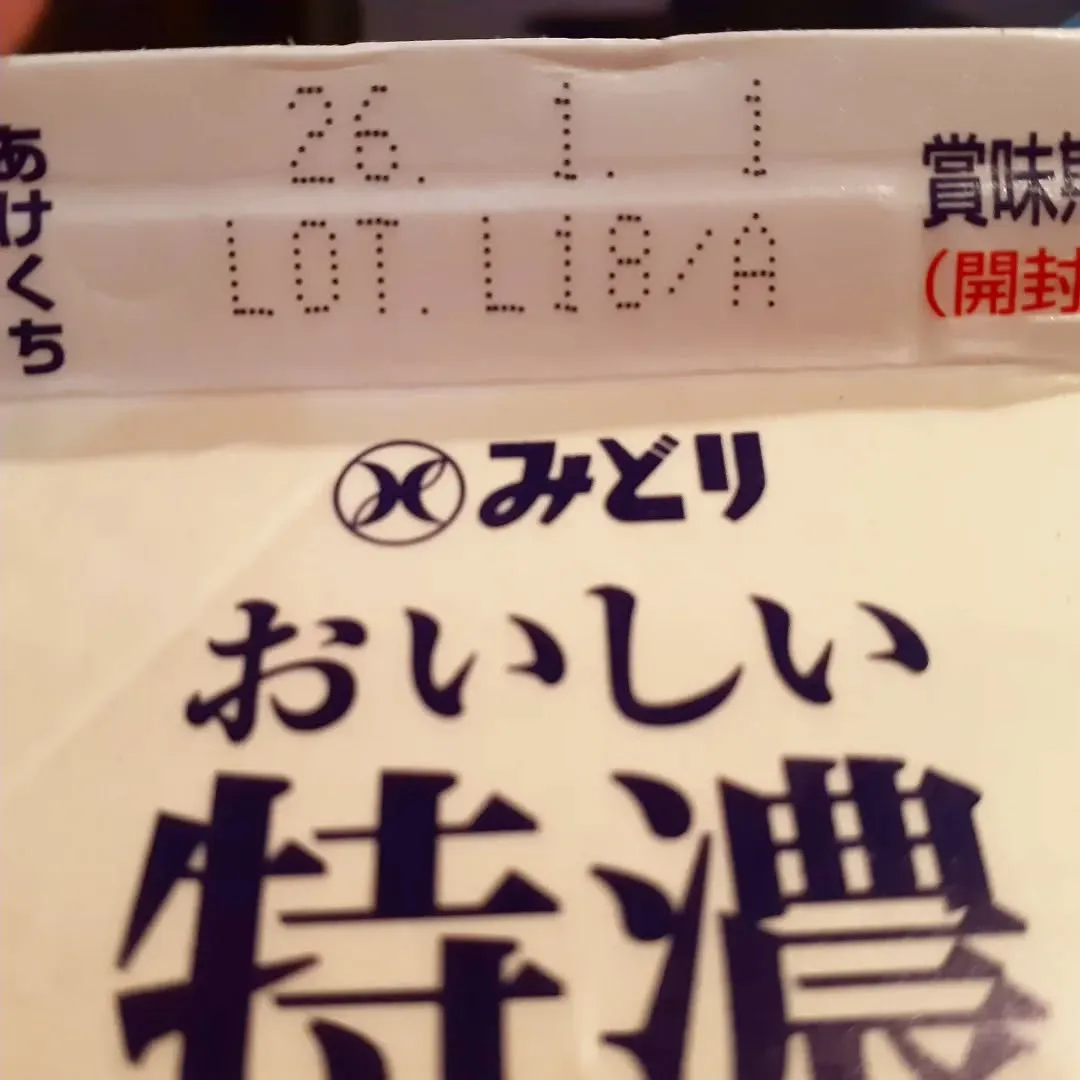 あけくち
26. 1. 1
LOT.L18/A
賞味
(開封
みどり
おいしい
特濃